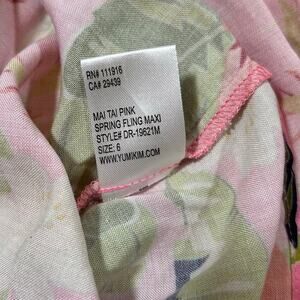 RN# 111916
CA# 29439
MAI TAI PINK
SPRING FLING MAXI
STYLE# DR-19621M
SIZE: 6
WWW.YUMIKIM.COM